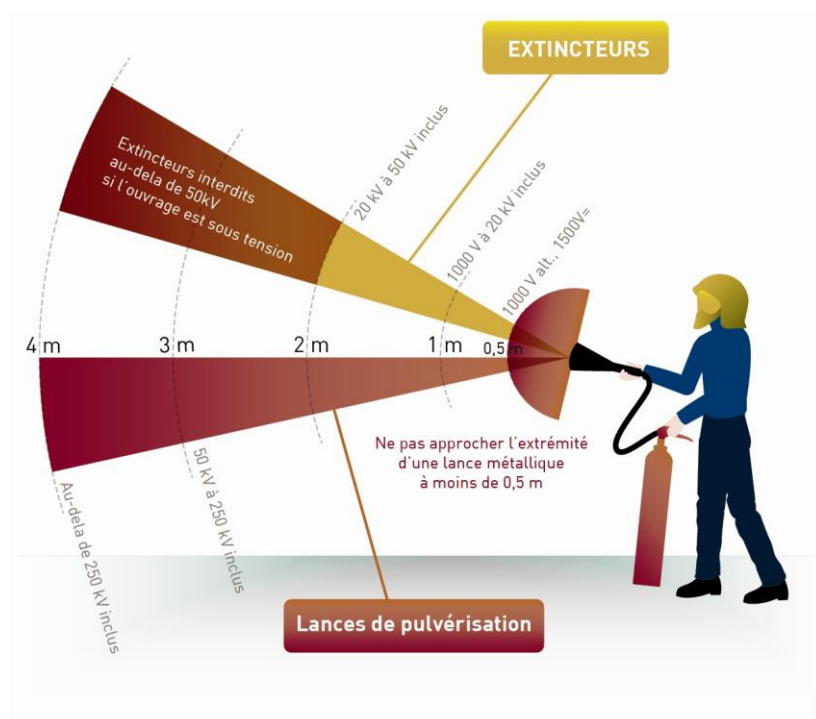 EXTINCTEURS
Extincteurs interdits
au-dela de 50kV
si l'ouvrage est sous tension
20 kV à 50 kV inclus
1000 V à 20 kV inclus
1000 V alt., 1500V=
4 m
3 m
2 m
1 m
0,5 m
Ne pas approcher l'extrémité
d'une lance métallique
à moins de 0,5 m
50 kV à 250 kV inclus
Au-dela de 250 kV inclus
Lances de pulvérisation